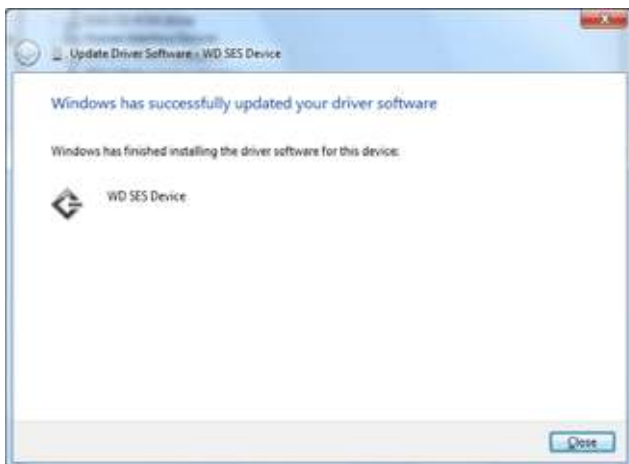 Update Driver Software - WD SES Device
Windows has successfully updated your driver software
Windows has finished installing the driver software for this device:
WD SES Device
Close